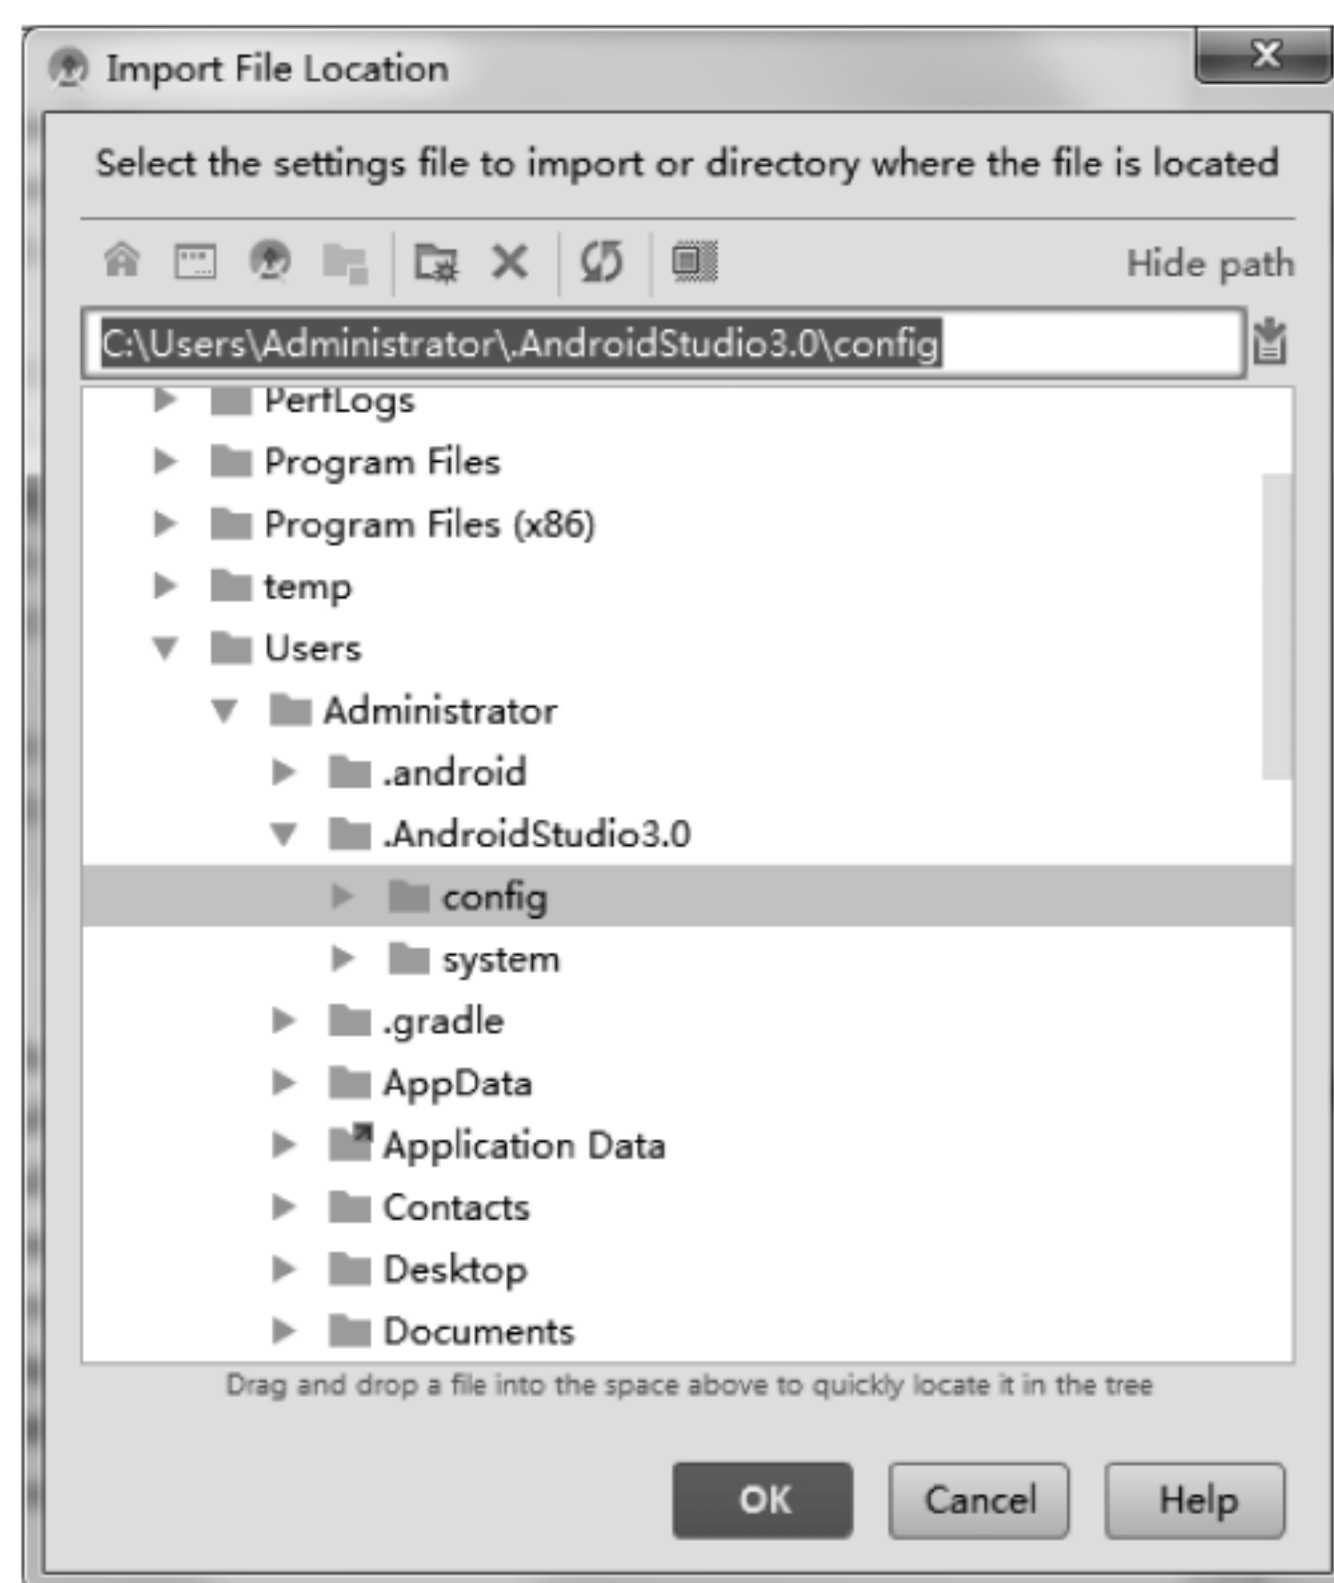 Import File Location
Select the settings file to import or directory where the file is located
Hide path
C:\Users\Administrator\.AndroidStudio3.0\config
PerfLogs
Program Files
Program Files (x86)
temp
Users
Administrator
.android
.AndroidStudio3.0
config
system
.gradle
AppData
Application Data
Contacts
Desktop
Documents
Drag and drop a file into the space above to quickly locate it in the tree
OK Cancel Help